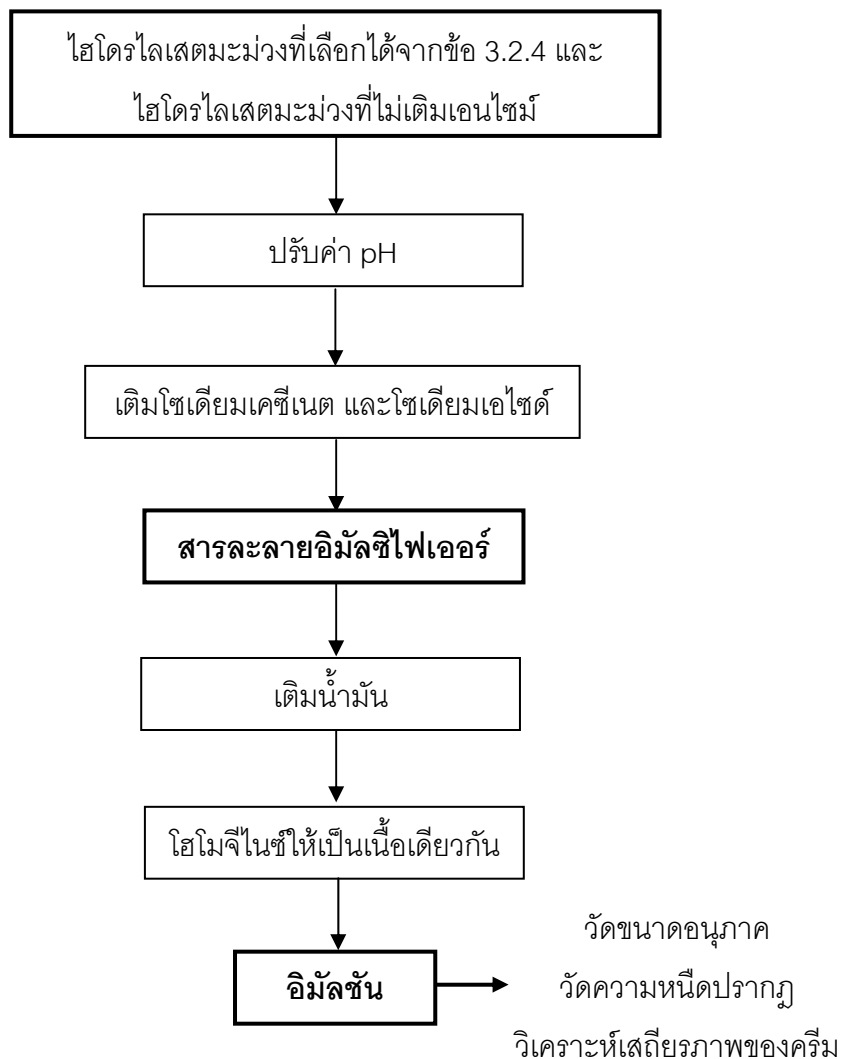 ไฮโดรไลเสตมะม่วงที่เลือกได้จากข้อ 3.2.4 และ
ไฮโดรไลเสตมะม่วงที่ไม่เติมเอนไซม์
ปรับค่า pH
เติมโซเดียมเคซีเนต และโซเดียมเอไซด์
สารละลายอิมัลซิไฟเออร์
เติมน้ำมัน
โฮโมจีไนซ์ให้เป็นเนื้อเดียวกัน
อิมัลชัน
วัดขนาดอนุภาค
วัดความหนืดปรากฏ
วิเคราะห์เสถียรภาพของครีม